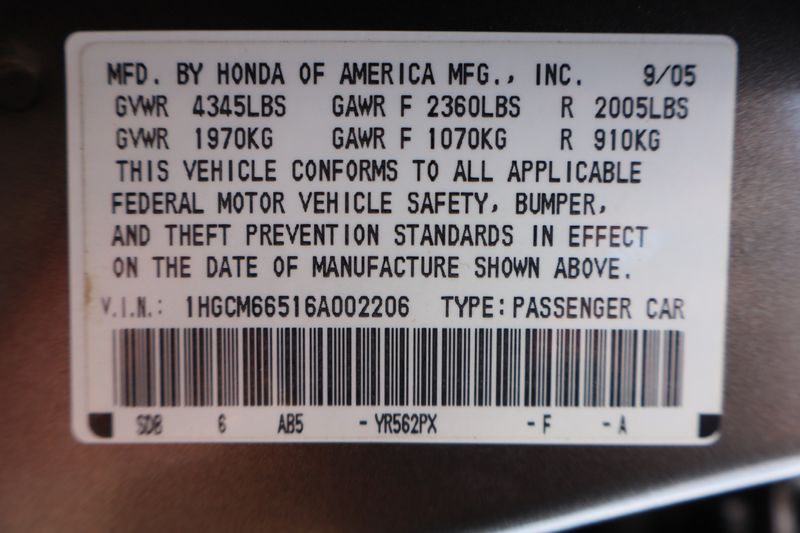 MFD. BY HONDA OF AMERICA MFG., INC. 9/05
GVWR 4345LBS GAWR F 2360LBS R 2005LBS
GVWR 1970KG GAWR F 1070KG R 910KG
THIS VEHICLE CONFORMS TO ALL APPLICABLE
FEDERAL MOTOR VEHICLE SAFETY, BUMPER,
AND THEFT PREVENTION STANDARDS IN EFFECT
ON THE DATE OF MANUFACTURE SHOWN ABOVE.
V.I.N.: 1HGCM66516A002206 TYPE: PASSENGER CAR
SDB 6 AB5 - YR562PX - F - A